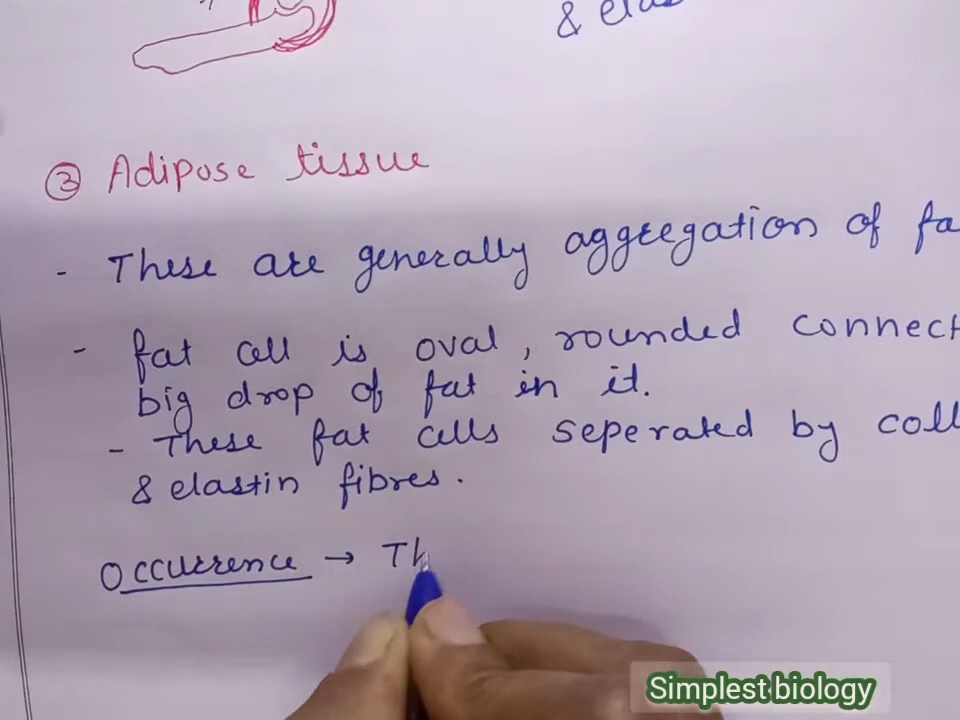 & elas
③ Adipose tissue
- These are generally aggregation of fa
- fat cell is oval, rounded connect
big drop of fat in it.
- These fat cells seperated by coll
& elastin fibres.
Occurrence → Th
Simplest biology